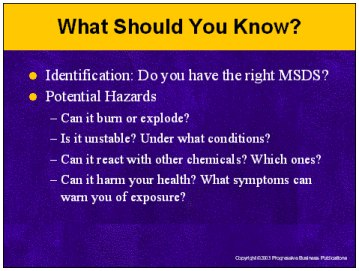 What Should You Know?
Identification: Do you have the right MSDS?
Potential Hazards
– Can it burn or explode?
– Is it unstable? Under what conditions?
– Can it react with other chemicals? Which ones?
– Can it harm your health? What symptoms can
warn you of exposure?
Copyright ©2003 Progressive Business Publications